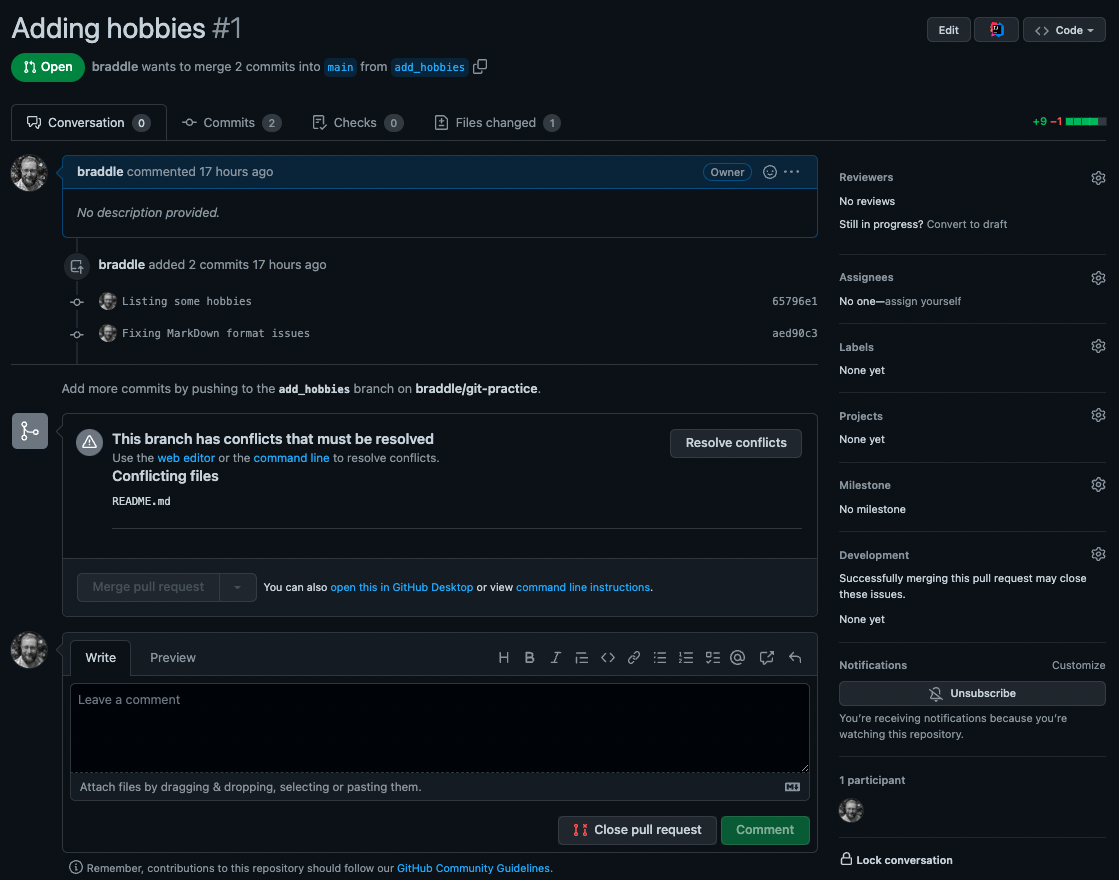 Adding hobbies #1
Edit
Code
Open
braddle wants to merge 2 commits into main from add_hobbies
Conversation 0
Commits 2
Checks 0
Files changed 1
+9 −1
braddle commented 17 hours ago
Owner
No description provided.
braddle added 2 commits 17 hours ago
Listing some hobbies
65796e1
Fixing MarkDown format issues
aed90c3
Add more commits by pushing to the add_hobbies branch on braddle/git-practice.
This branch has conflicts that must be resolved
Use the web editor or the command line to resolve conflicts.
Resolve conflicts
Conflicting files
README.md
Merge pull request
You can also open this in GitHub Desktop or view command line instructions.
Write
Preview
Leave a comment
Attach files by dragging & dropping, selecting or pasting them.
Close pull request
Comment
Remember, contributions to this repository should follow our GitHub Community Guidelines.
Reviewers
No reviews
Still in progress? Convert to draft
Assignees
No one—assign yourself
Labels
None yet
Projects
None yet
Milestone
No milestone
Development
Successfully merging this pull request may close
these issues.
None yet
Notifications
Customize
Unsubscribe
You're receiving notifications because you're
watching this repository.
1 participant
Lock conversation